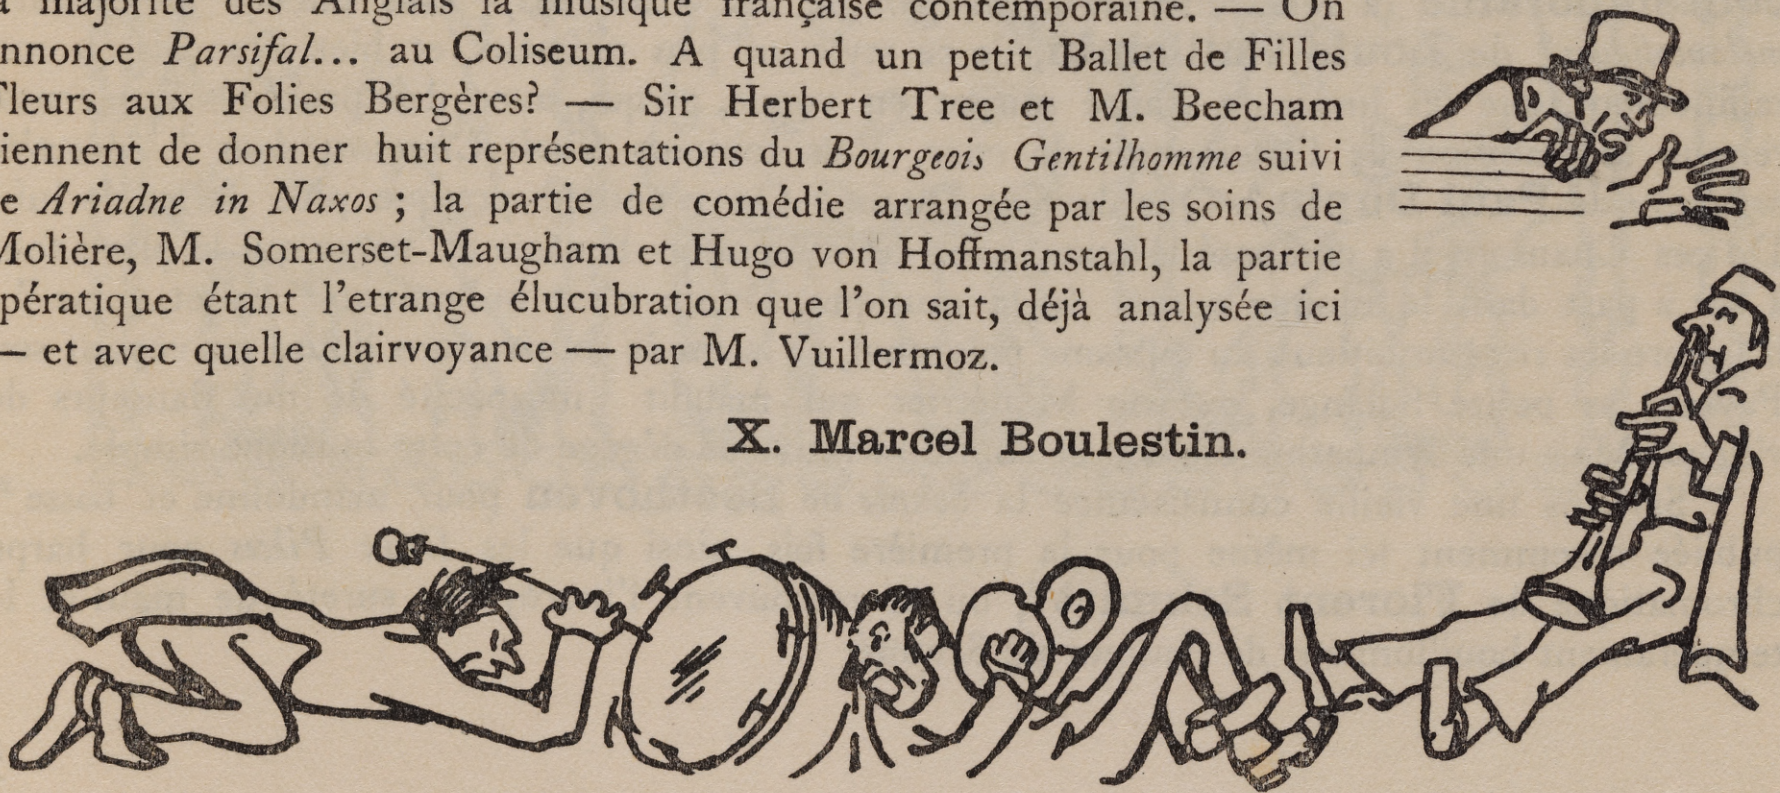 majorité des Anglais la musique française contemporaine. — On
nnonce Parsifal... au Coliseum. A quand un petit Ballet de Filles
leurs aux Folies Bergères? — Sir Herbert Tree et M. Beecham
iennent de donner huit représentations du Bourgeois Gentilhomme suivi
e Ariadne in Naxos ; la partie de comédie arrangée par les soins de
Molière, M. Somerset-Maugham et Hugo von Hoffmanstahl, la partie
pératique étant l'etrange élucubration que l'on sait, déjà analysée ici
— et avec quelle clairvoyance — par M. Vuillermoz.
X. Marcel Boulestin.